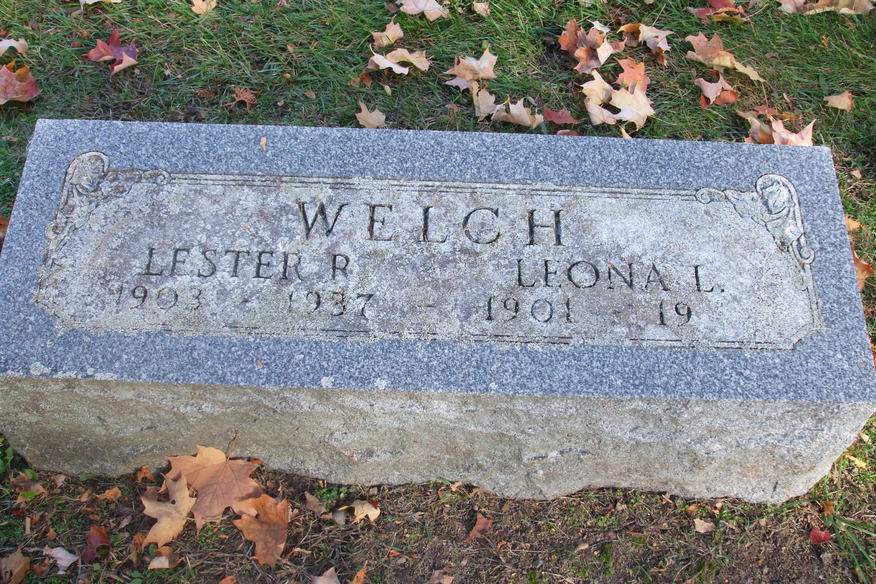 WELCH
LESTER R LEONA L.
1903 - 1937 - 1901 - 19